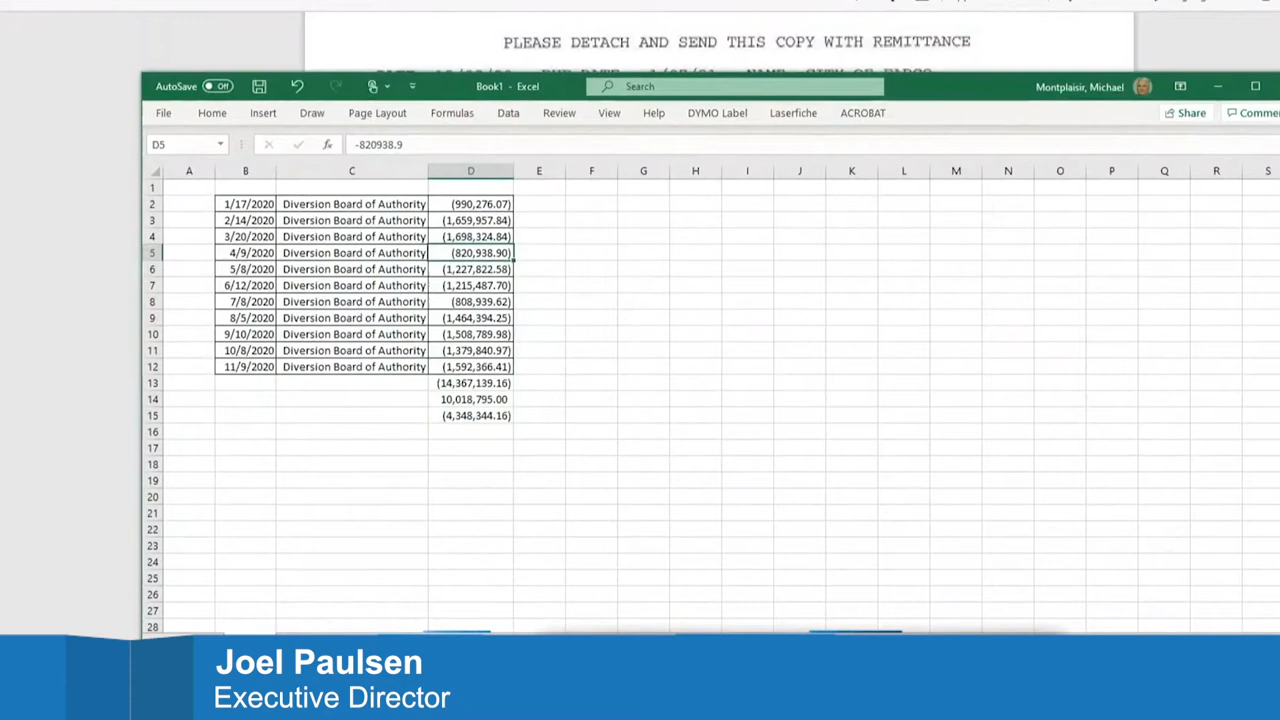 PLEASE DETACH AND SEND THIS COPY WITH REMITTANCE
AutoSave Off Book1 - Excel Search Montplaisir, Michael
File Home Insert Draw Page Layout Formulas Data Review View Help DYMO Label Laserfiche ACROBAT Share Comme
D5 fx -820938.9
A B C D E F G H I J K L M N O P Q R S
1
2 1/17/2020 Diversion Board of Authority (990,276.07)
3 2/14/2020 Diversion Board of Authority (1,659,957.84)
4 3/20/2020 Diversion Board of Authority (1,698,324.84)
5 4/9/2020 Diversion Board of Authority (820,938.90)
6 5/8/2020 Diversion Board of Authority (1,227,822.58)
7 6/12/2020 Diversion Board of Authority (1,215,487.70)
8 7/8/2020 Diversion Board of Authority (808,939.62)
9 8/5/2020 Diversion Board of Authority (1,464,394.25)
10 9/10/2020 Diversion Board of Authority (1,508,789.98)
11 10/8/2020 Diversion Board of Authority (1,379,840.97)
12 11/9/2020 Diversion Board of Authority (1,592,366.41)
13 (14,367,139.16)
14 10,018,795.00
15 (4,348,344.16)
16
17
18
19
20
21
22
23
24
25
26
27
28
Joel Paulsen
Executive Director